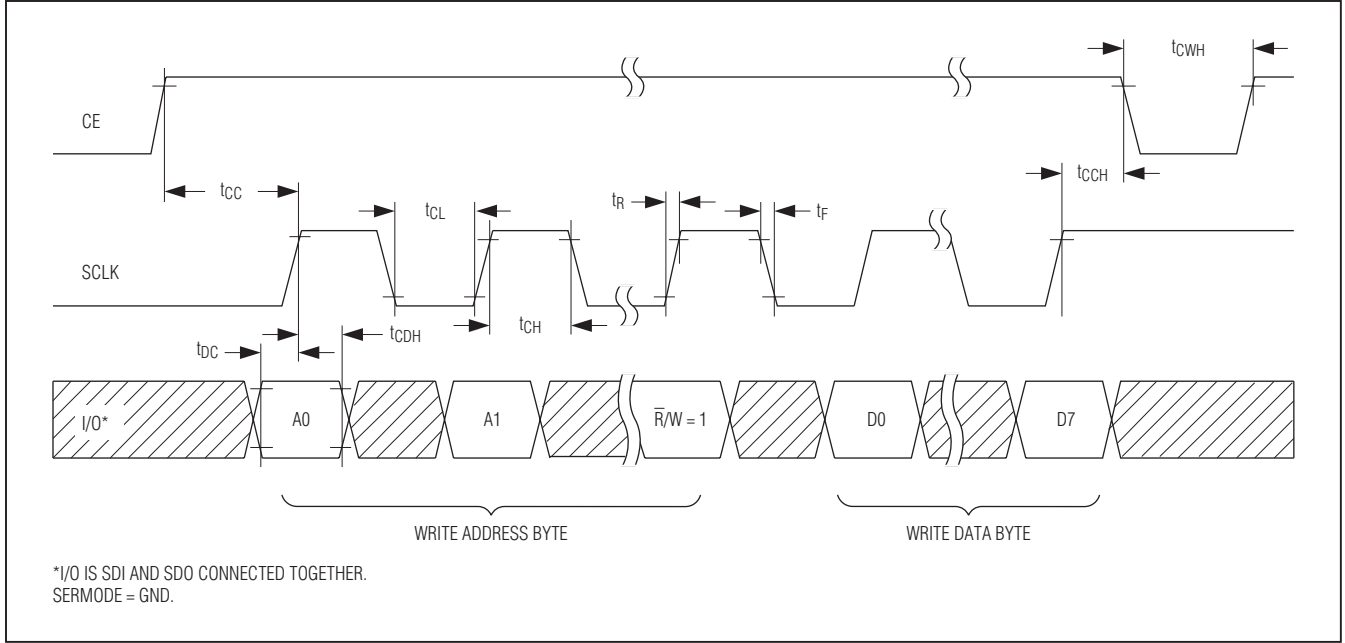 tCWH
CE
tCC
tCCH
tCL
tR
tF
SCLK
tCH
tCDH
tDC
I/O*
A0
A1
R̅/W = 1
D0
D7
WRITE ADDRESS BYTE
WRITE DATA BYTE
*I/O IS SDI AND SDO CONNECTED TOGETHER.
SERMODE = GND.